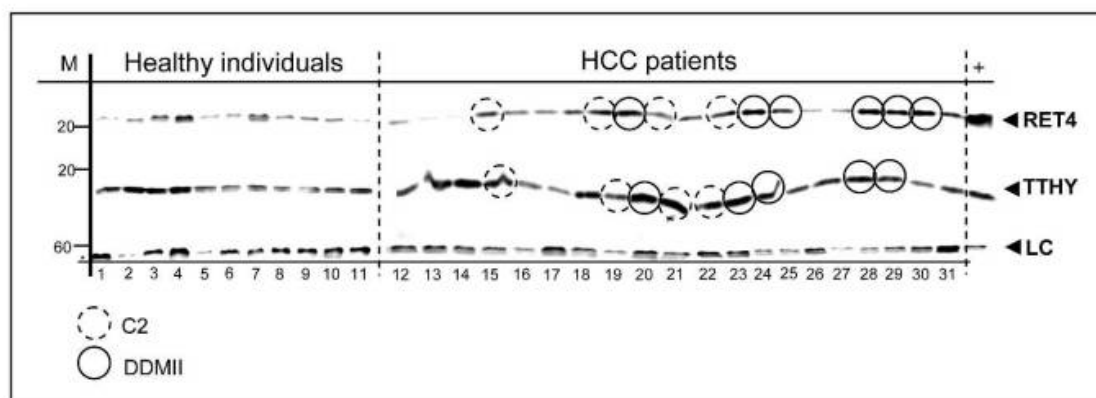 M Healthy individuals HCC patients +
20 RET4
20 TTHY
60 LC
1 2 3 4 5 6 7 8 9 10 11 12 13 14 15 16 17 18 19 20 21 22 23 24 25 26 27 28 29 30 31
C2
DDMII